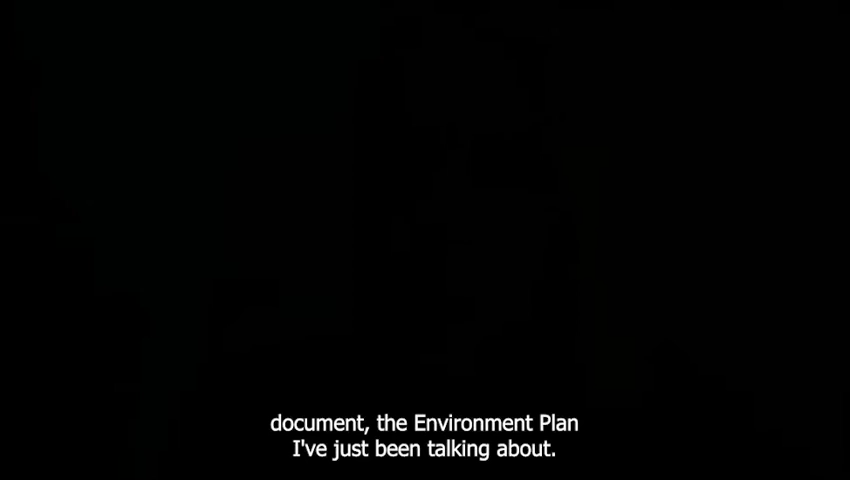 document, the Environment Plan
I've just been talking about.